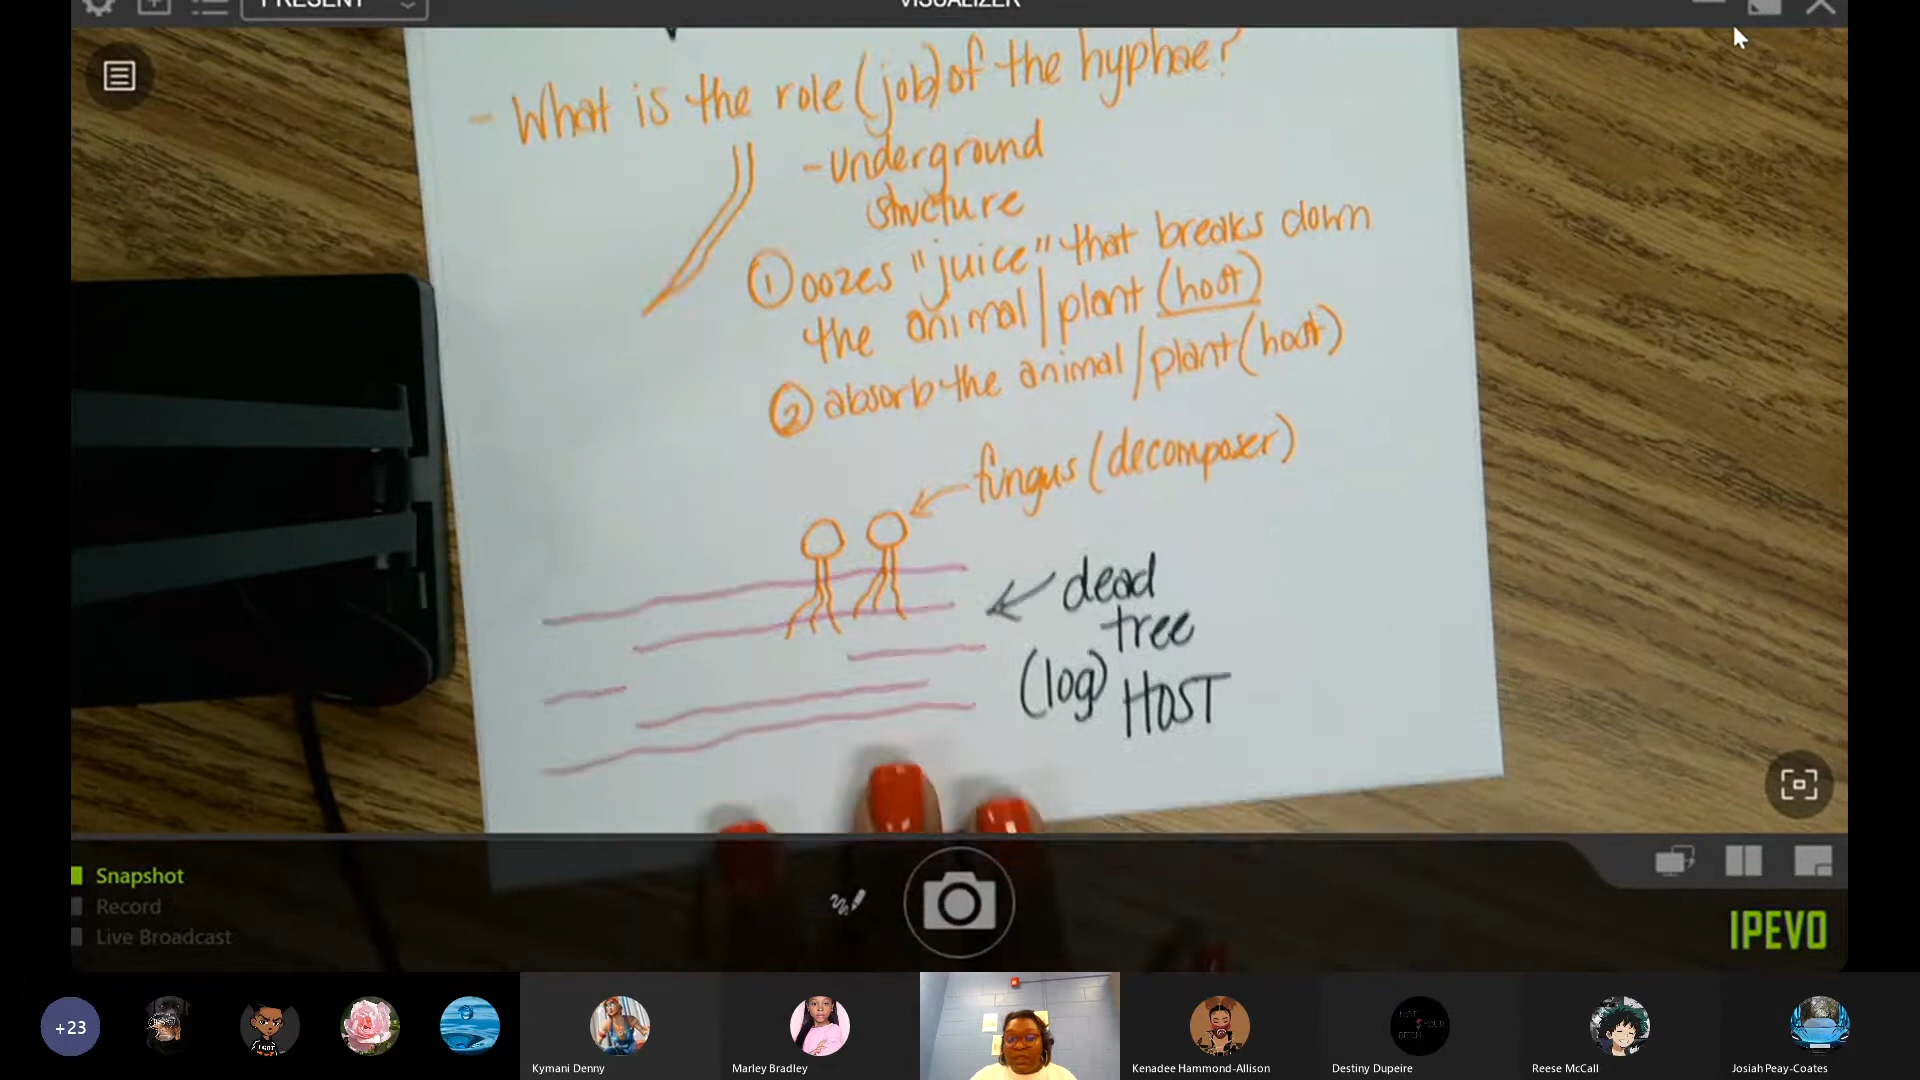 PRESENT
VISUALIZER
- What is the role (job) of the hyphae?
- underground
structure
① oozes "juice" that breaks down
the animal/plant (host)
② absorb the animal/plant (host)
fungus (decomposer)
dead
tree
(log) HOST
Snapshot
Record
Live Broadcast
IPEVO
+23
Kymani Denny
Marley Bradley
Kenadee Hammond-Allison
Destiny Dupeire
Reese McCall
Josiah Peay-Coates